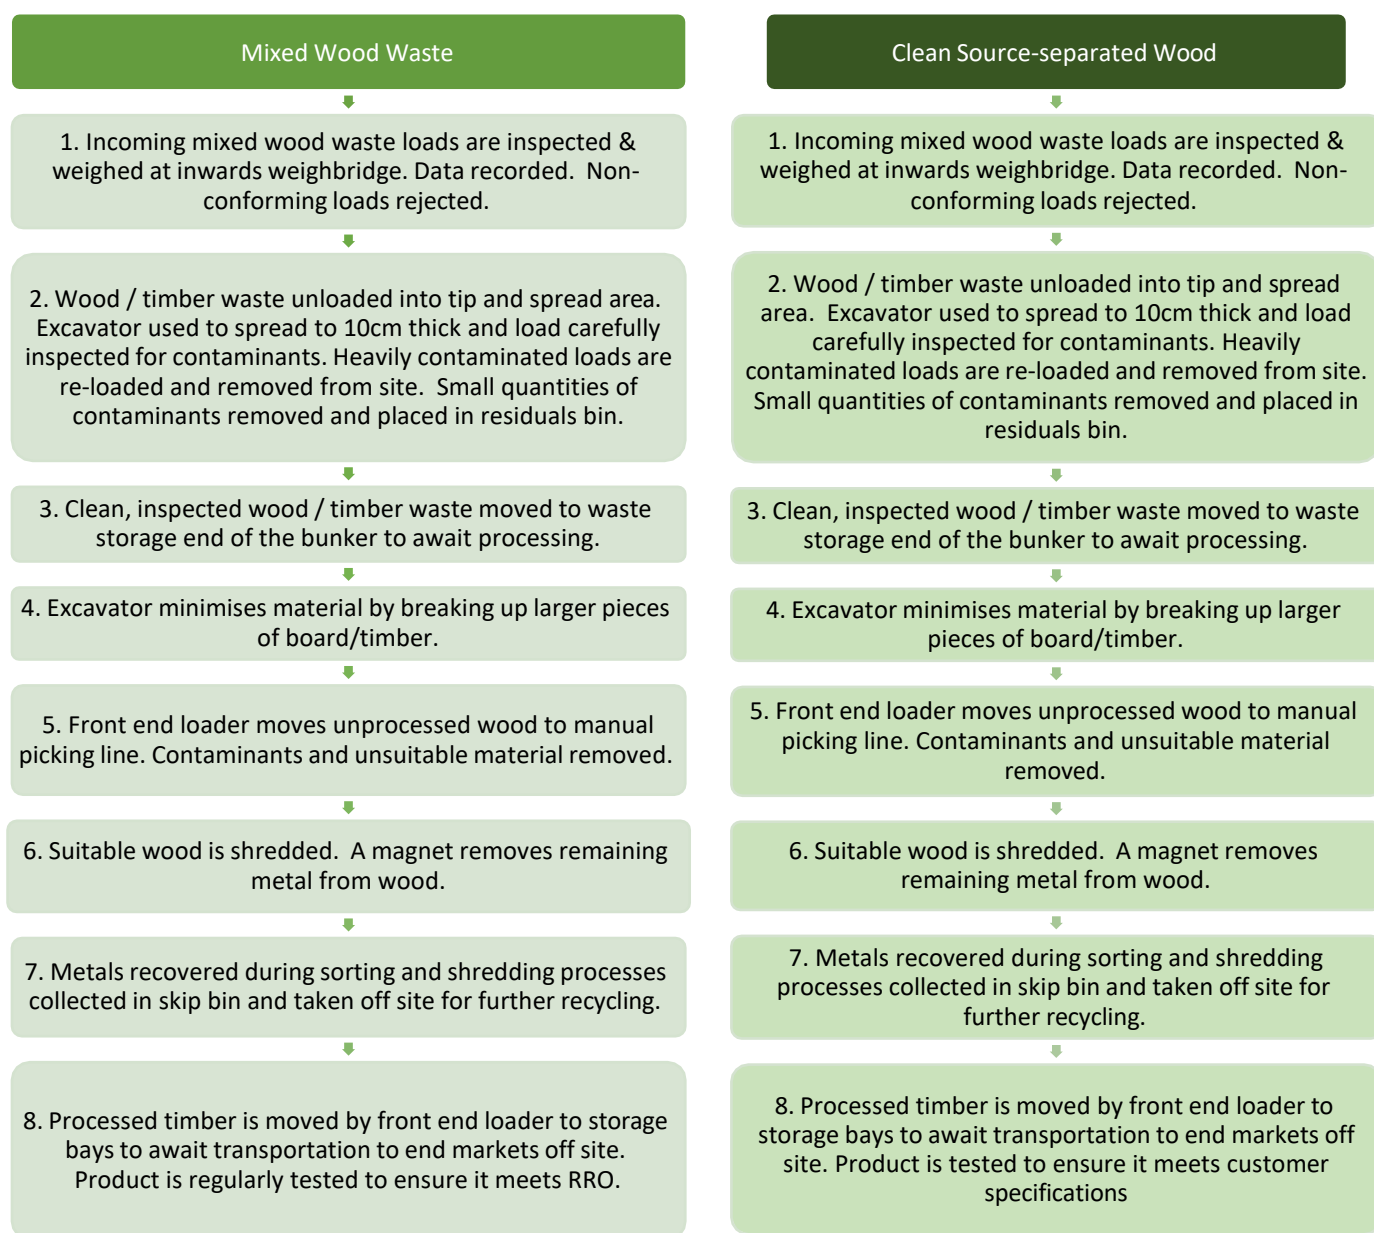 Mixed Wood Waste
1. Incoming mixed wood waste loads are inspected &
weighed at inwards weighbridge. Data recorded.  Non-
conforming loads rejected.
2. Wood / timber waste unloaded into tip and spread area.
Excavator used to spread to 10cm thick and load carefully
inspected for contaminants. Heavily contaminated loads are
re-loaded and removed from site.  Small quantities of
contaminants removed and placed in residuals bin.
3. Clean, inspected wood / timber waste moved to waste
storage end of the bunker to await processing.
4. Excavator minimises material by breaking up larger pieces
of board/timber.
5. Front end loader moves unprocessed wood to manual
picking line. Contaminants and unsuitable material removed.
6. Suitable wood is shredded.  A magnet removes remaining
metal from wood.
7. Metals recovered during sorting and shredding processes
collected in skip bin and taken off site for further recycling.
8. Processed timber is moved by front end loader to storage
bays to await transportation to end markets off site.
Product is regularly tested to ensure it meets RRO.
Clean Source-separated Wood
1. Incoming mixed wood waste loads are inspected &
weighed at inwards weighbridge. Data recorded.  Non-
conforming loads rejected.
2. Wood / timber waste unloaded into tip and spread
area.  Excavator used to spread to 10cm thick and load
carefully inspected for contaminants. Heavily
contaminated loads are re-loaded and removed from site.
Small quantities of contaminants removed and placed in
residuals bin.
3. Clean, inspected wood / timber waste moved to waste
storage end of the bunker to await processing.
4. Excavator minimises material by breaking up larger
pieces of board/timber.
5. Front end loader moves unprocessed wood to manual
picking line. Contaminants and unsuitable material
removed.
6. Suitable wood is shredded.  A magnet removes
remaining metal from wood.
7. Metals recovered during sorting and shredding
processes collected in skip bin and taken off site for
further recycling.
8. Processed timber is moved by front end loader to
storage bays to await transportation to end markets off
site. Product is tested to ensure it meets customer
specifications